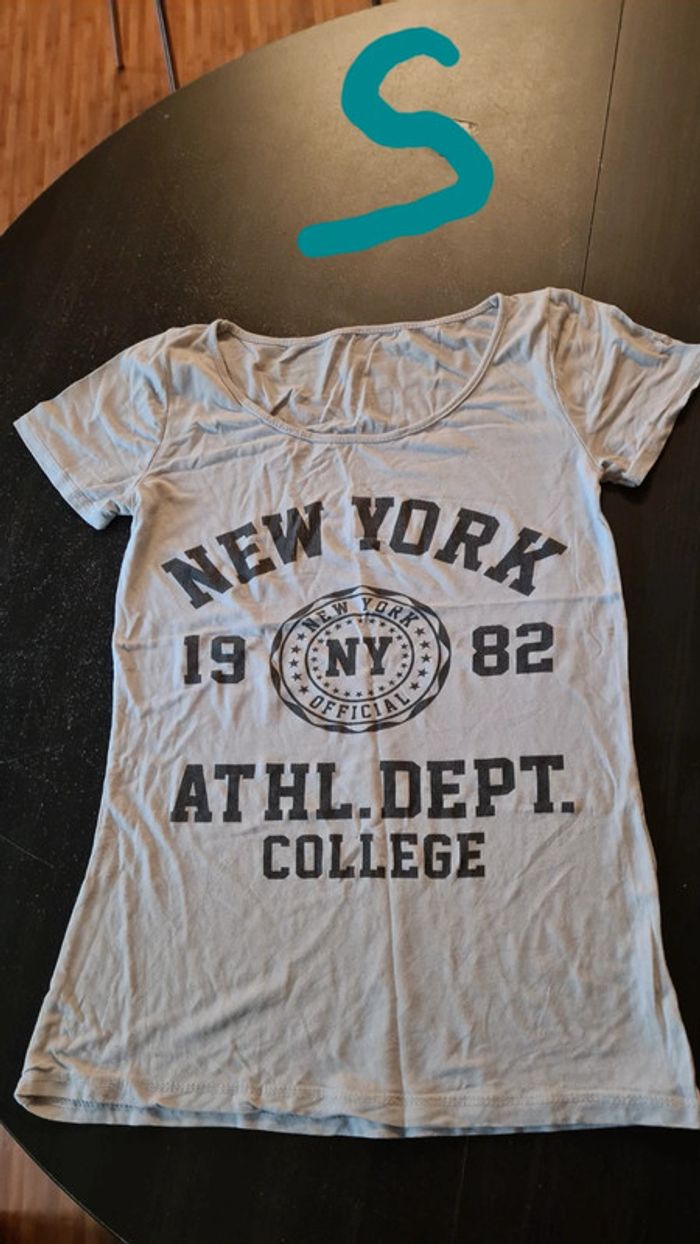 S
NEW YORK
19 82
NEW YORK
NY
OFFICIAL
ATHL.DEPT.
COLLEGE